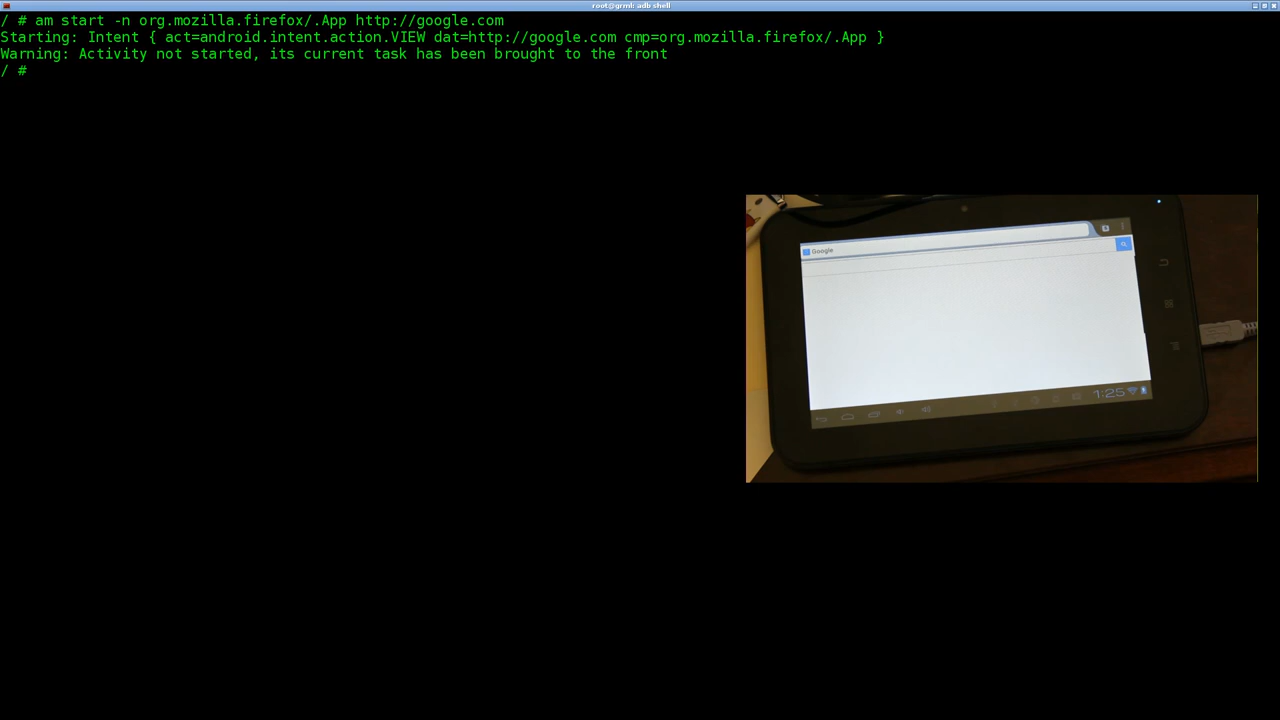 root@grml: adb shell
/ # am start -n org.mozilla.firefox/.App http://google.com
Starting: Intent { act=android.intent.action.VIEW dat=http://google.com cmp=org.mozilla.firefox/.App }
Warning: Activity not started, its current task has been brought to the front
/ #
Google
1:25